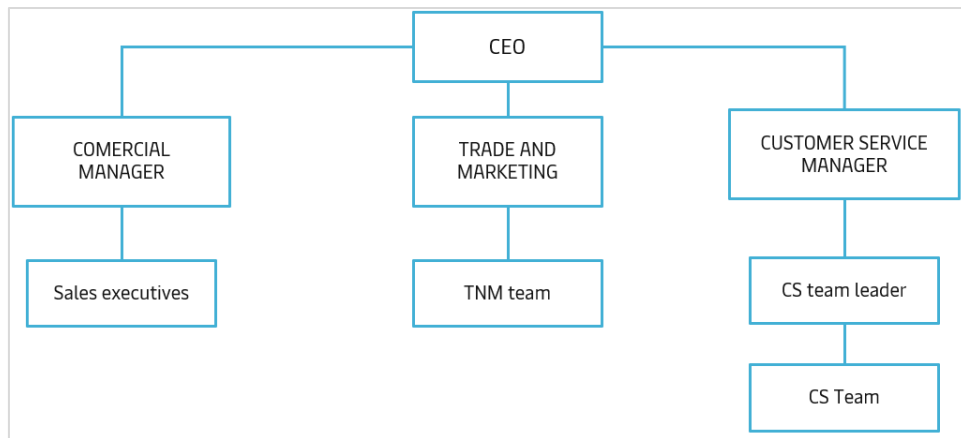 CEO
COMERCIAL
MANAGER
TRADE AND
MARKETING
CUSTOMER SERVICE
MANAGER
Sales executives
TNM team
CS team leader
CS Team